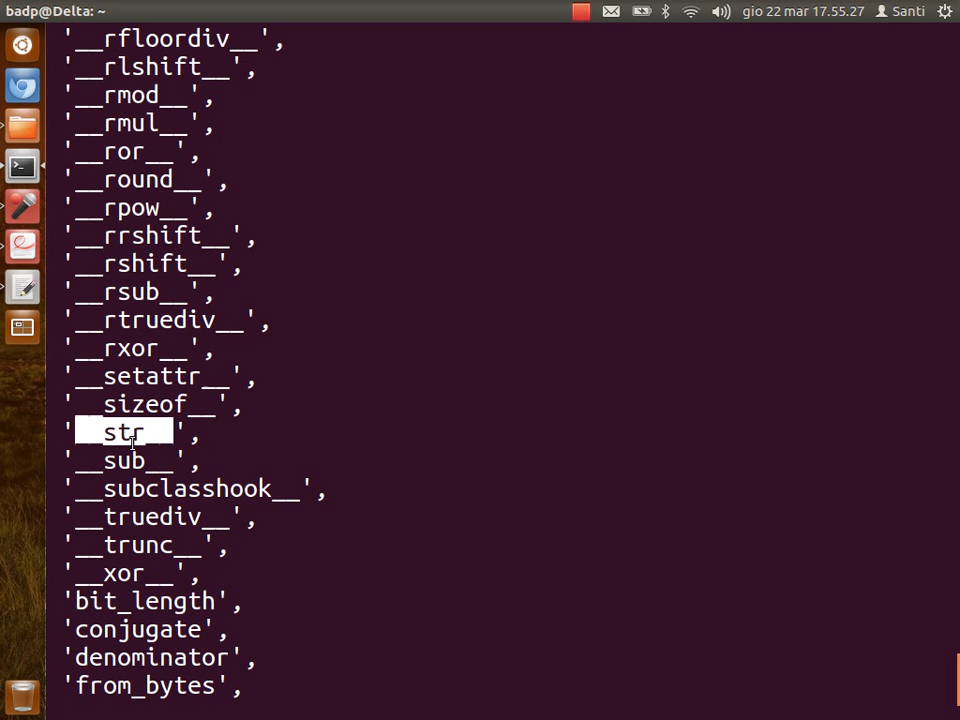 badp@Delta: ~
gio 22 mar 17.55.27
Santi
'__rfloordiv__',
'__rlshift__',
'__rmod__',
'__rmul__',
'__ror__',
'__round__',
'__rpow__',
'__rrshift__',
'__rshift__',
'__rsub__',
'__rtruediv__',
'__rxor__',
'__setattr__',
'__sizeof__',
'__str__',
'__sub__',
'__subclasshook__',
'__truediv__',
'__trunc__',
'__xor__',
'bit_length',
'conjugate',
'denominator',
'from_bytes',